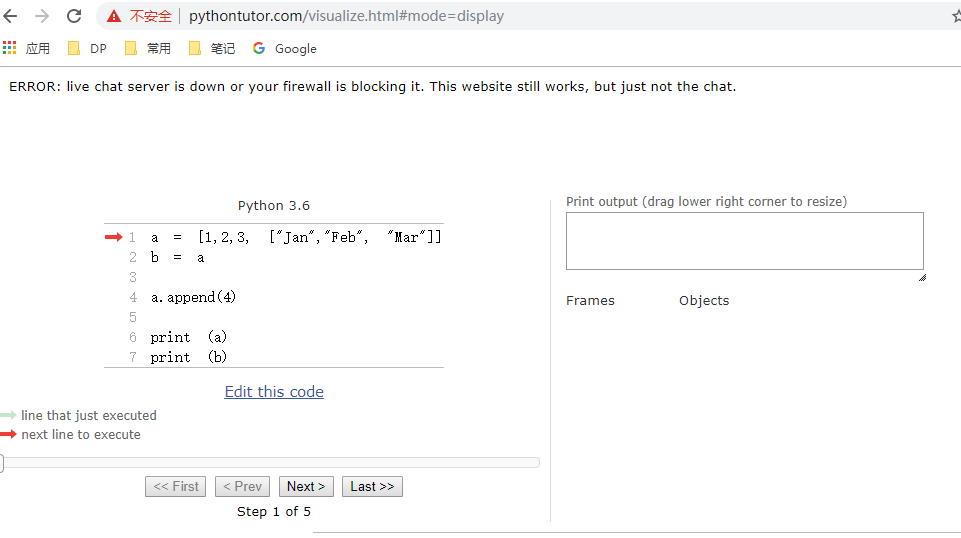 不安全 pythontutor.com/visualize.html#mode=display
应用 DP 常用 笔记 Google
ERROR: live chat server is down or your firewall is blocking it. This website still works, but just not the chat.
Python 3.6
1 a = [1,2,3, ["Jan","Feb", "Mar"]]
2 b = a
3
4 a.append(4)
5
6 print (a)
7 print (b)
Edit this code
line that just executed
next line to execute
<< First < Prev Next > Last >>
Step 1 of 5
Print output (drag lower right corner to resize)
Frames Objects